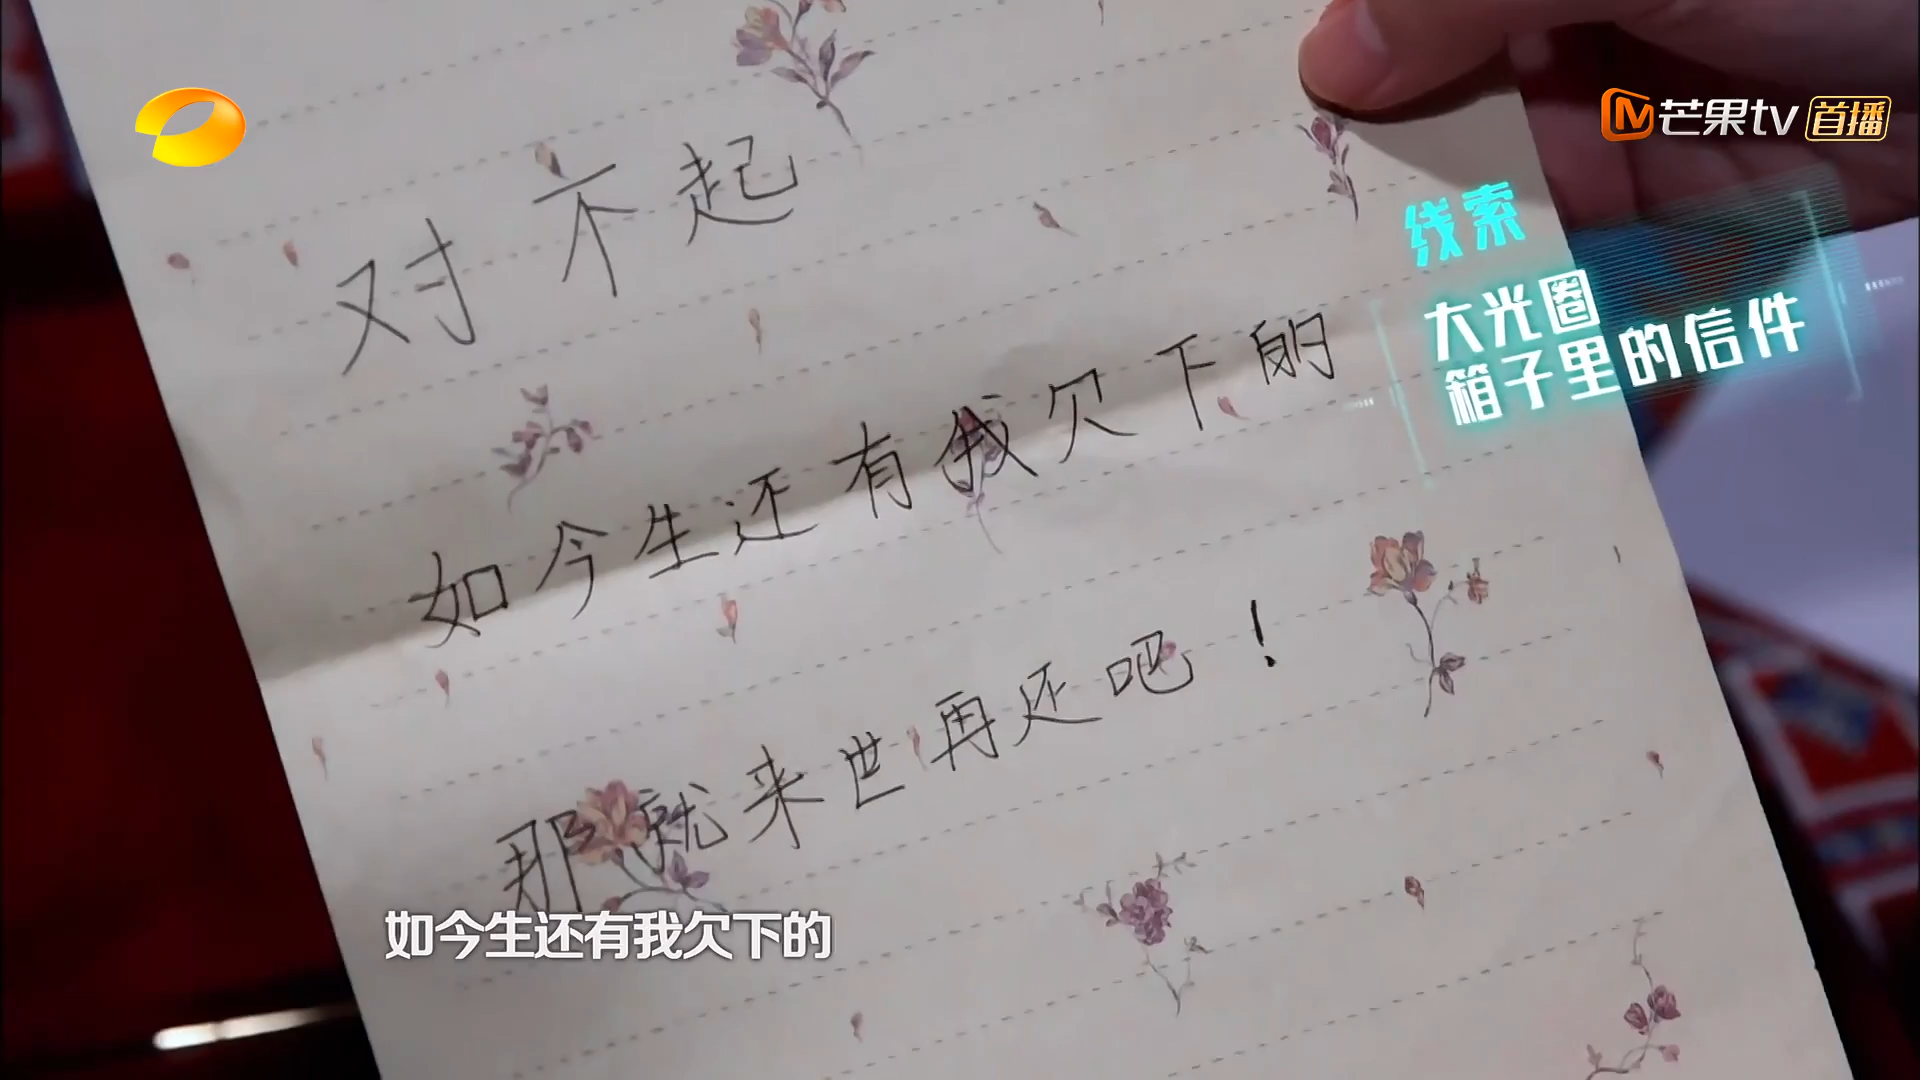 芒果tv 首播
对不起
线索
大光圈
箱子里的信件
如今生还有我欠下的
那就来世再还吧！
如今生还有我欠下的